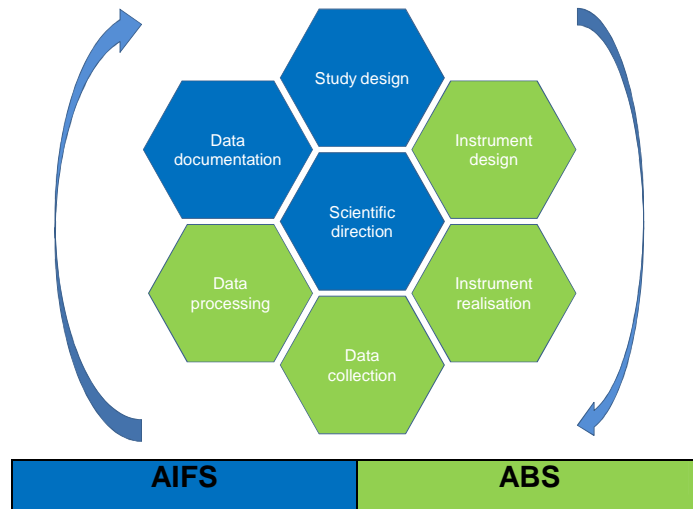 Study design
Data
documentation
Instrument
design
Scientific
direction
Data
processing
Instrument
realisation
Data
collection
AIFS
ABS